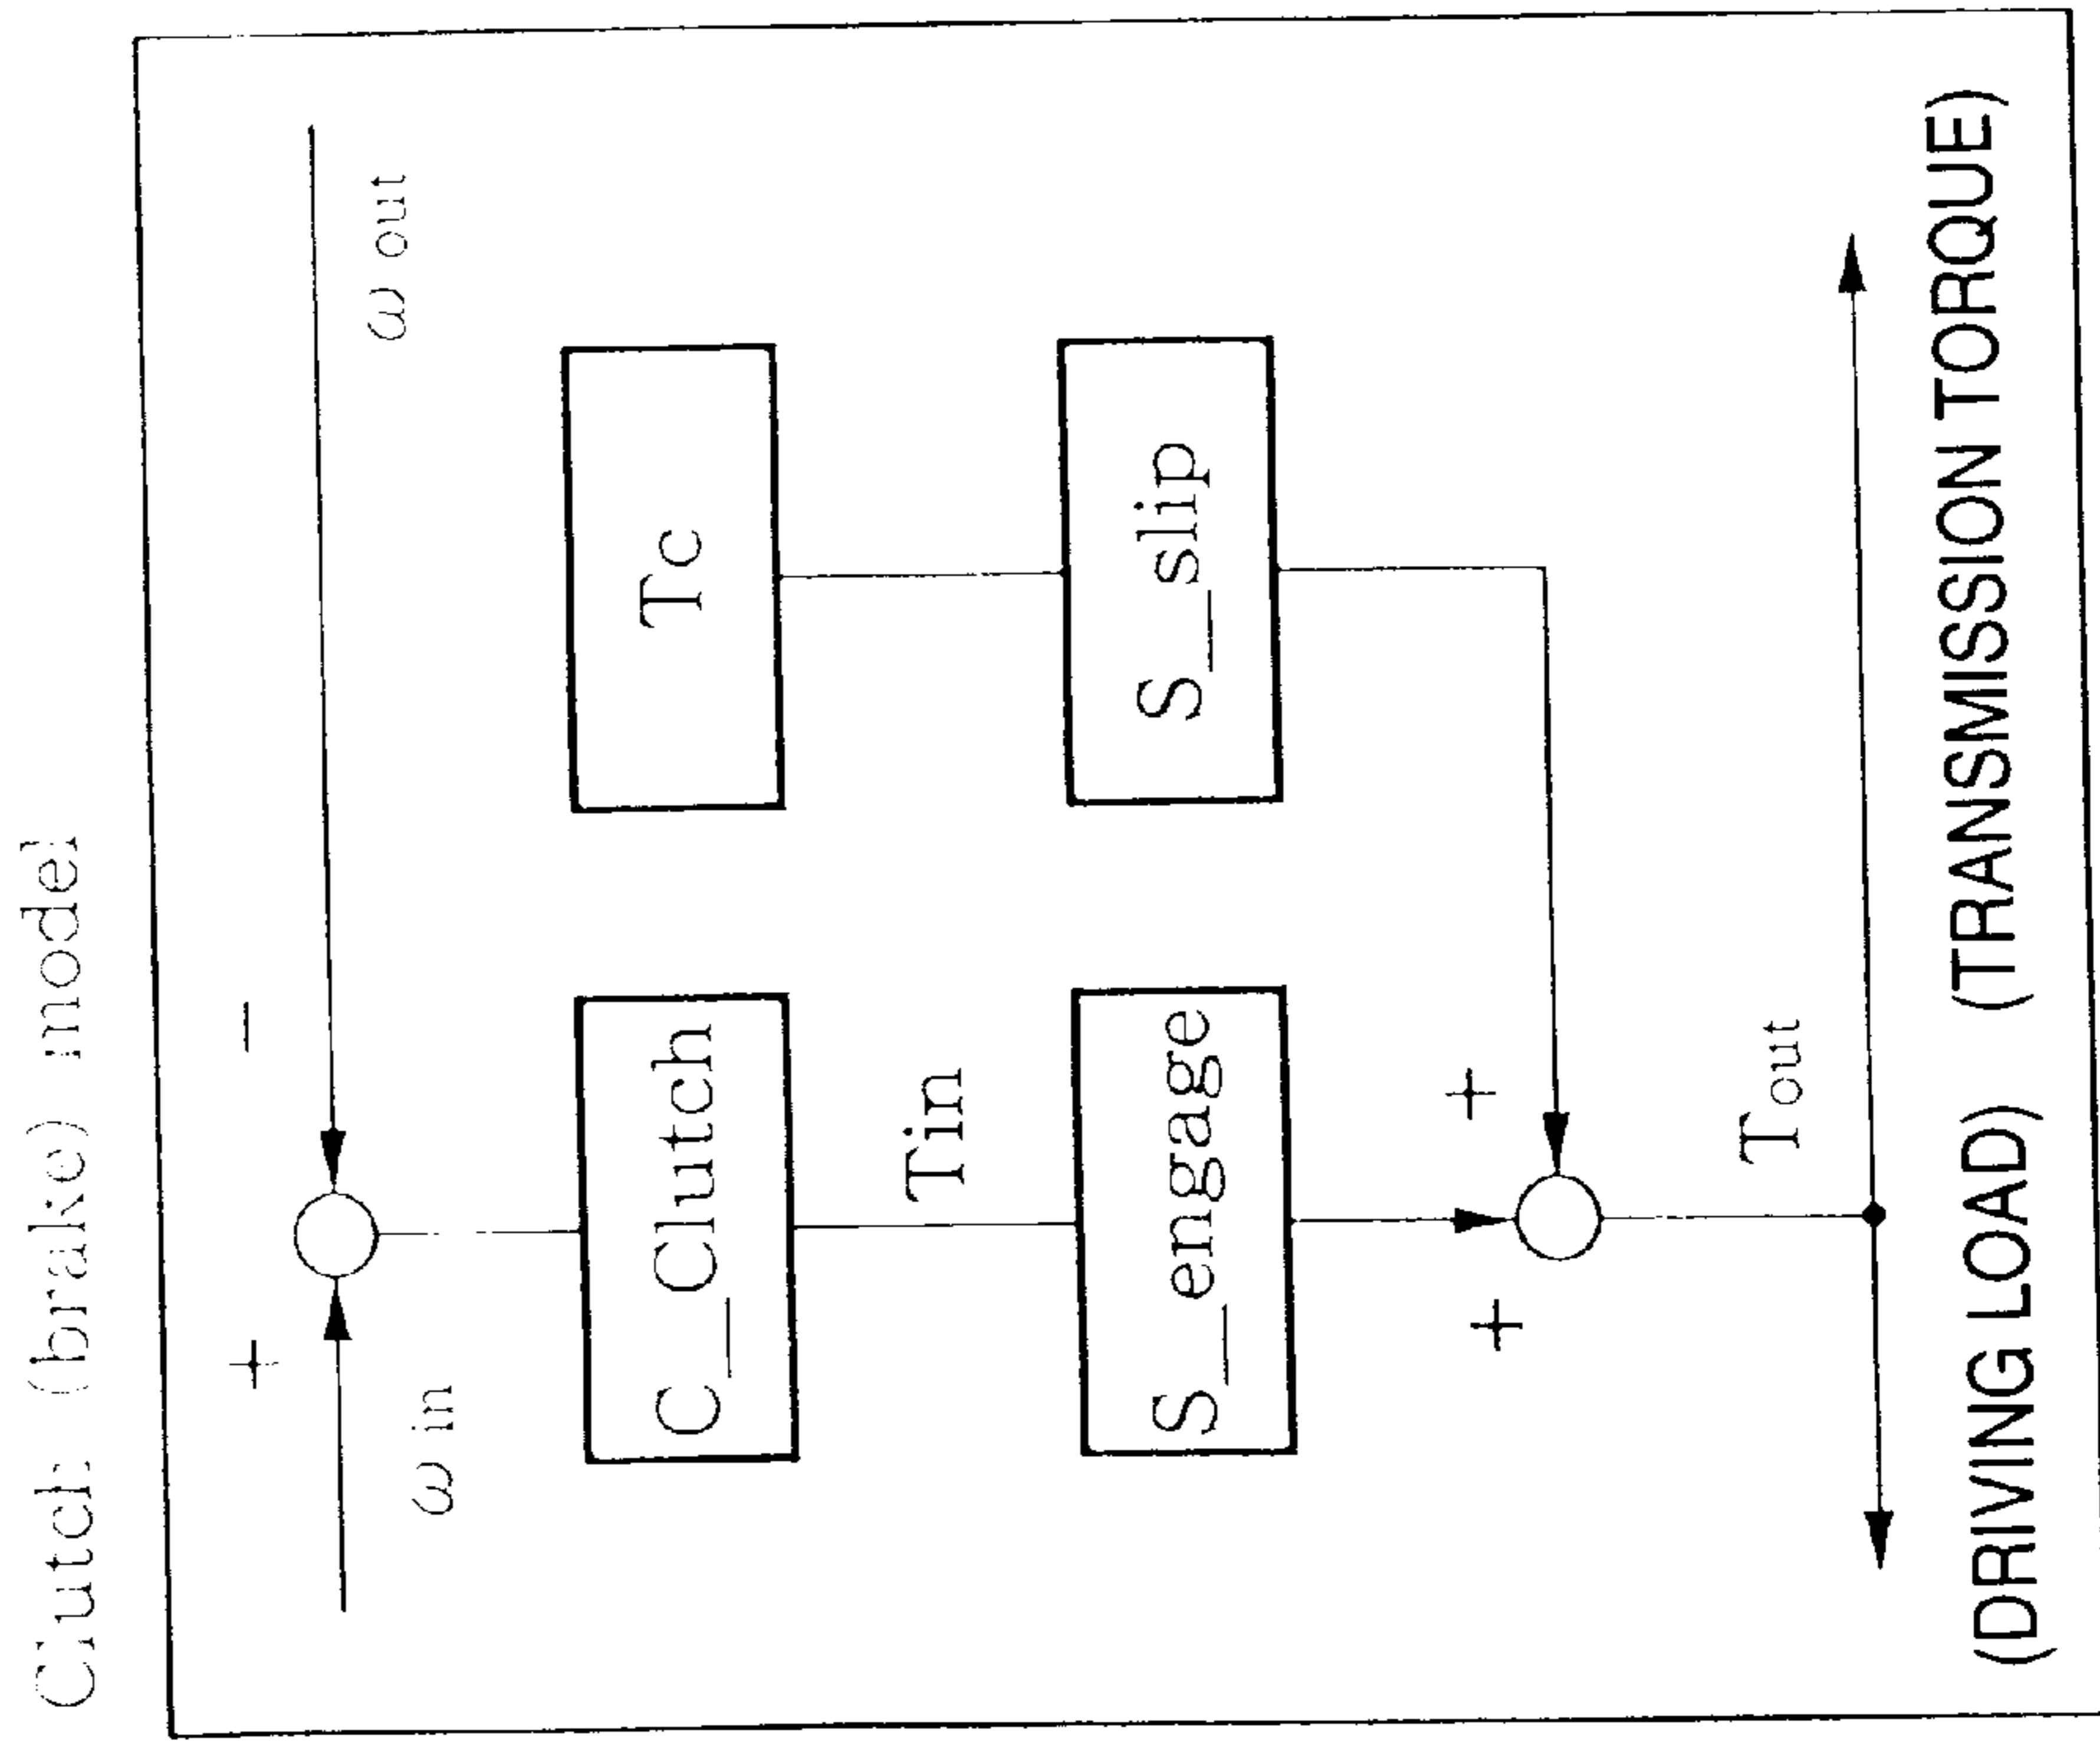 Clutch (brake) model
+
−
ω in
ω out
C_Clutch
Tc
Tin
S_engage
S_slip
+
+
Tout
(DRIVING LOAD) (TRANSMISSION TORQUE)